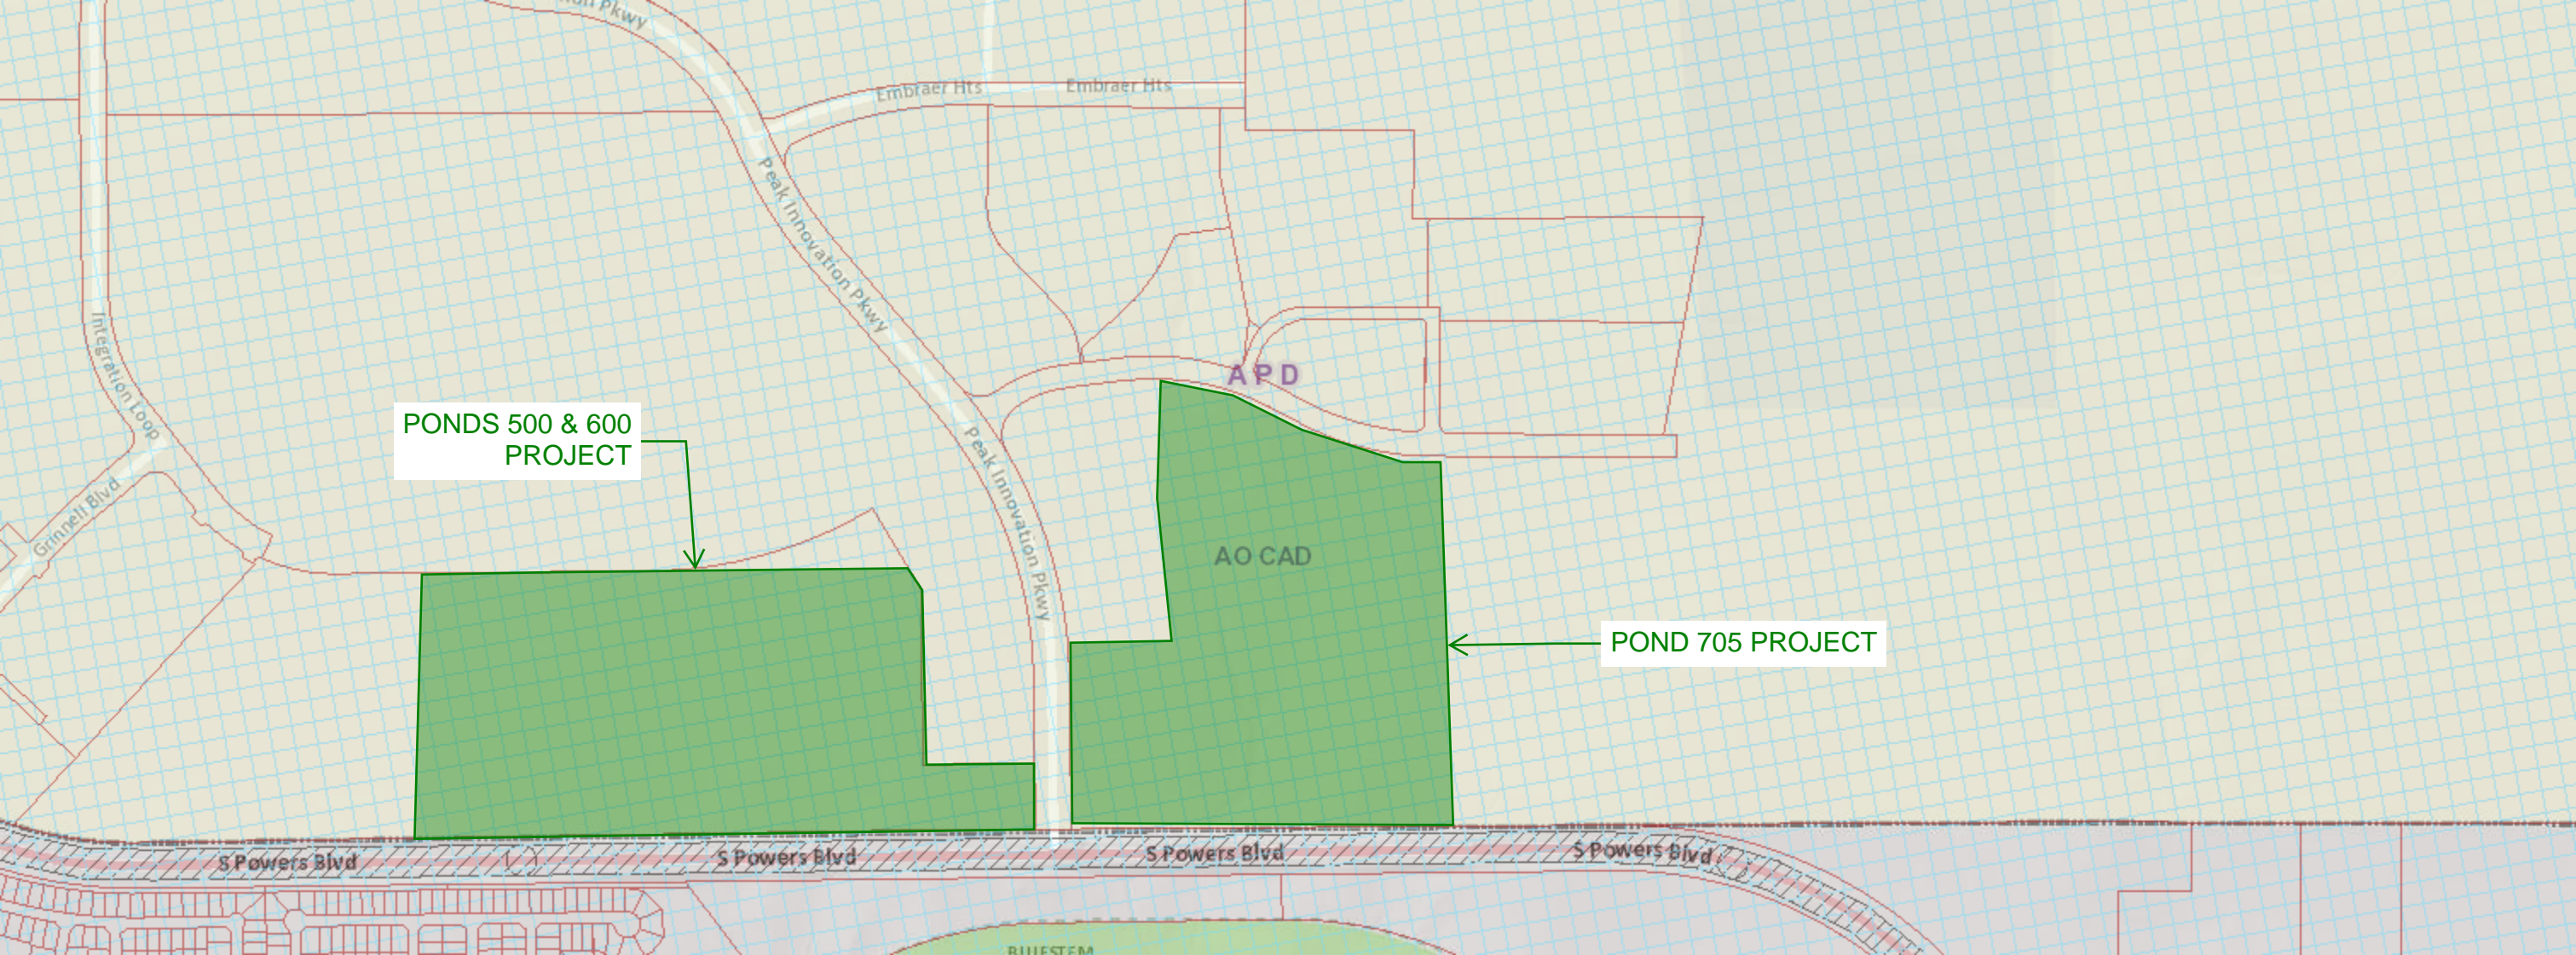 Pkwy
Embraer Hts
Embraer Hts
Peak Innovation Pkwy
Integration Loop
A P D
PONDS 500 & 600
PROJECT
Peak Innovation Pkwy
Grinnell Blvd
AO CAD
POND 705 PROJECT
S Powers Blvd
S Powers Blvd
S Powers Blvd
S Powers Blvd
BLUESTEM